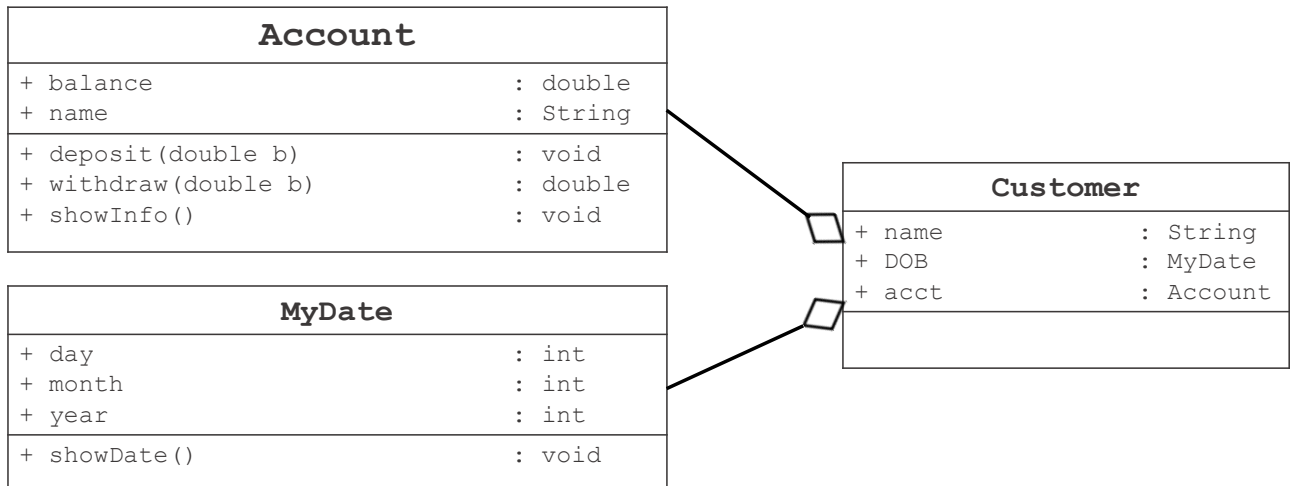 Account
+ balance : double
+ name : String
+ deposit(double b) : void
+ withdraw(double b) : double
+ showInfo() : void
Customer
+ name : String
+ DOB : MyDate
+ acct : Account
MyDate
+ day : int
+ month : int
+ year : int
+ showDate() : void